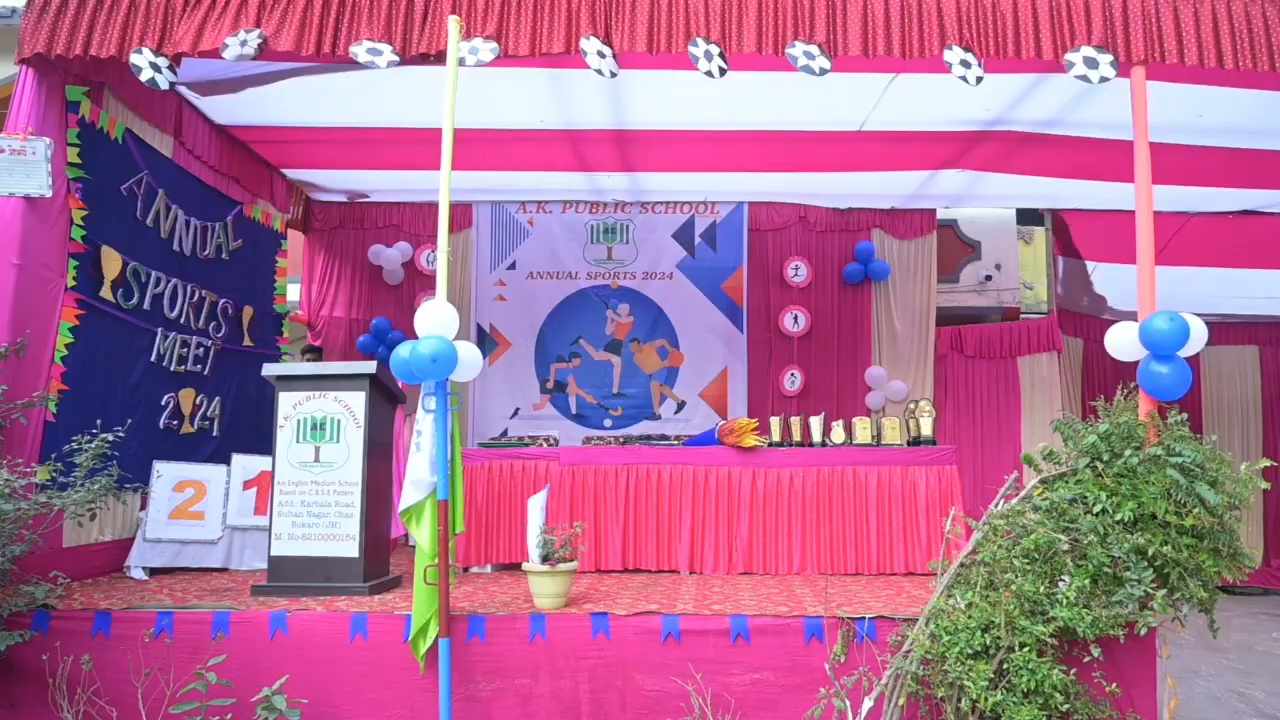 ANNUAL
SPORTS
MEET
2024
A.K. PUBLIC SCHOOL
ANNUAL SPORTS 2024
A.K. PUBLIC SCHOOL
AK
An English Medium School
Based on C.B.S.E Pattern
Add.: Karbala Road,
Sultan Nagar, Chas
Bokaro (JH)
M. No-8210000154
2
1